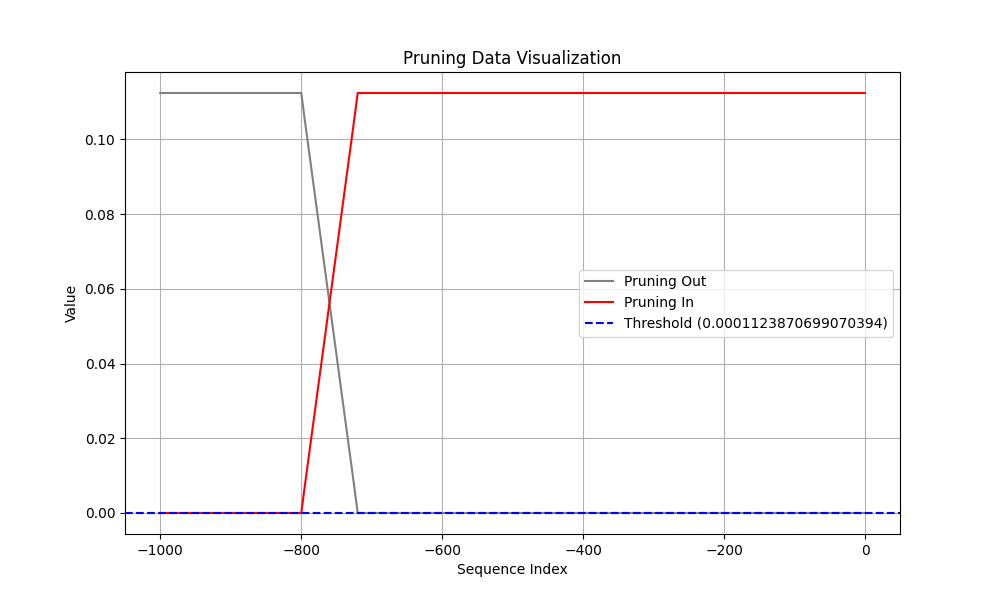 Pruning Data Visualization
Value
0.10
0.08
0.06
0.04
0.02
0.00
Pruning Out
Pruning In
Threshold (0.0001123870699070394)
−1000 −800 −600 −400 −200 0
Sequence Index